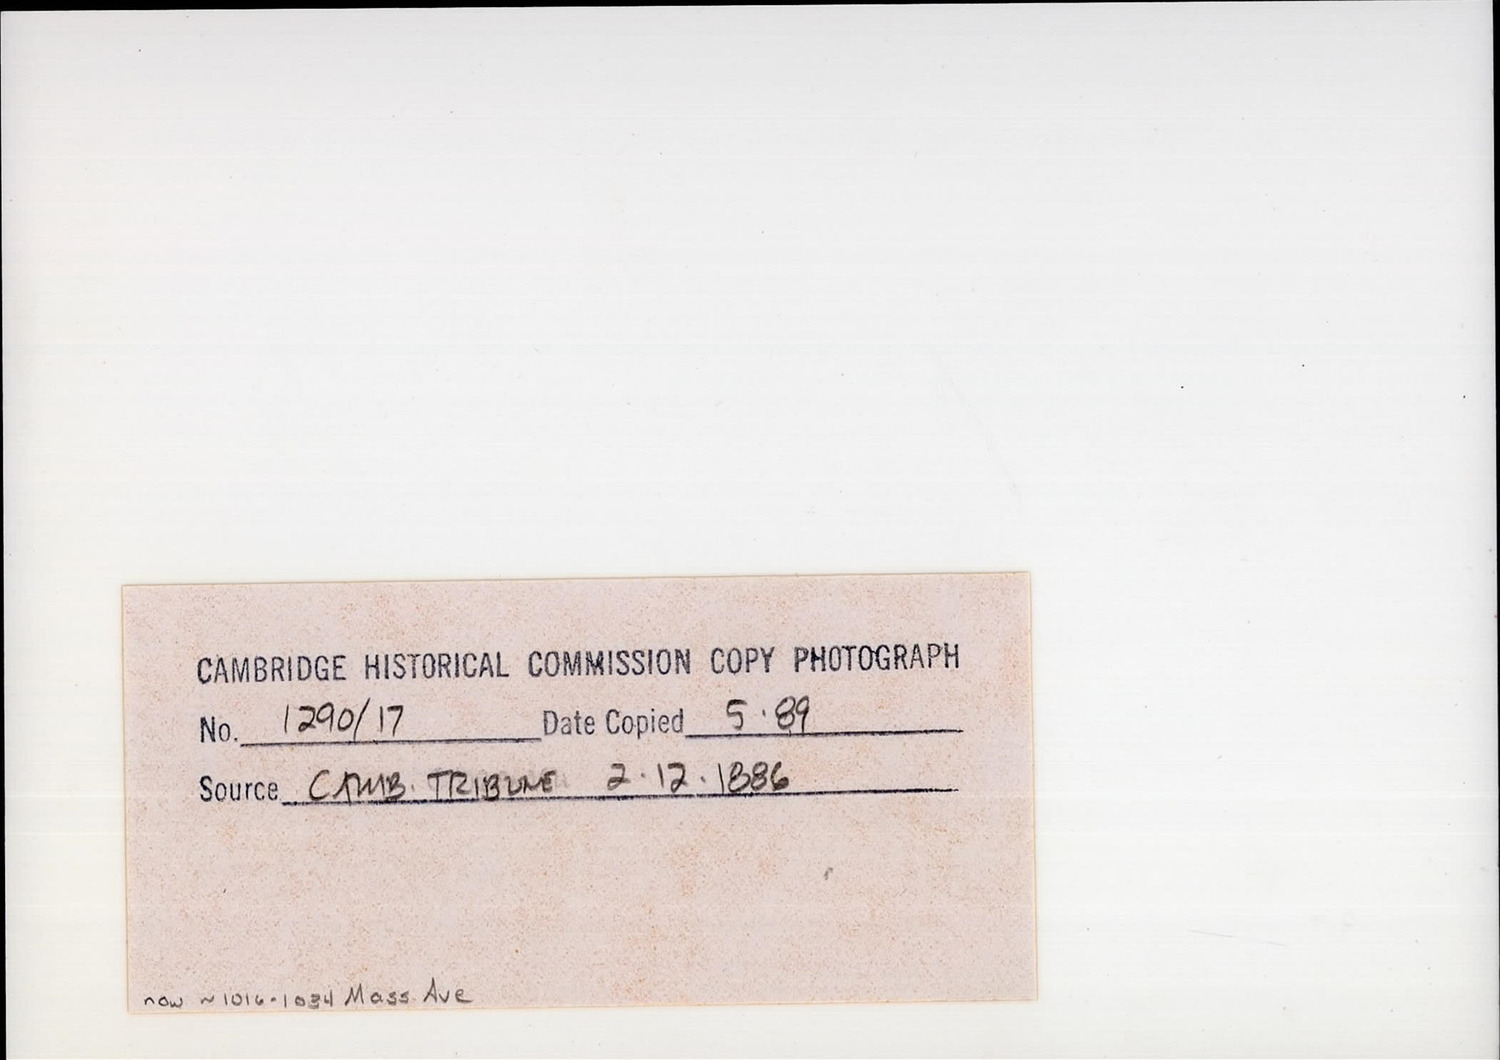 CAMBRIDGE HISTORICAL COMMISSION COPY PHOTOGRAPH
No. 1290/17 Date Copied 5·89
Source CAMB. TRIBUNE 2·12·1886
now ~1016-1034 Mass. Ave